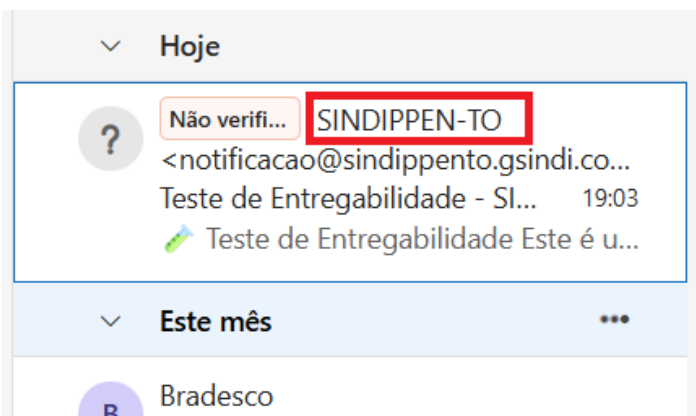 Hoje
?
Não verifi... SINDIPPEN-TO
<notificacao@sindippento.gsindi.co...
Teste de Entregabilidade - SI... 19:03
Teste de Entregabilidade Este é u...
Este mês
Bradesco
B